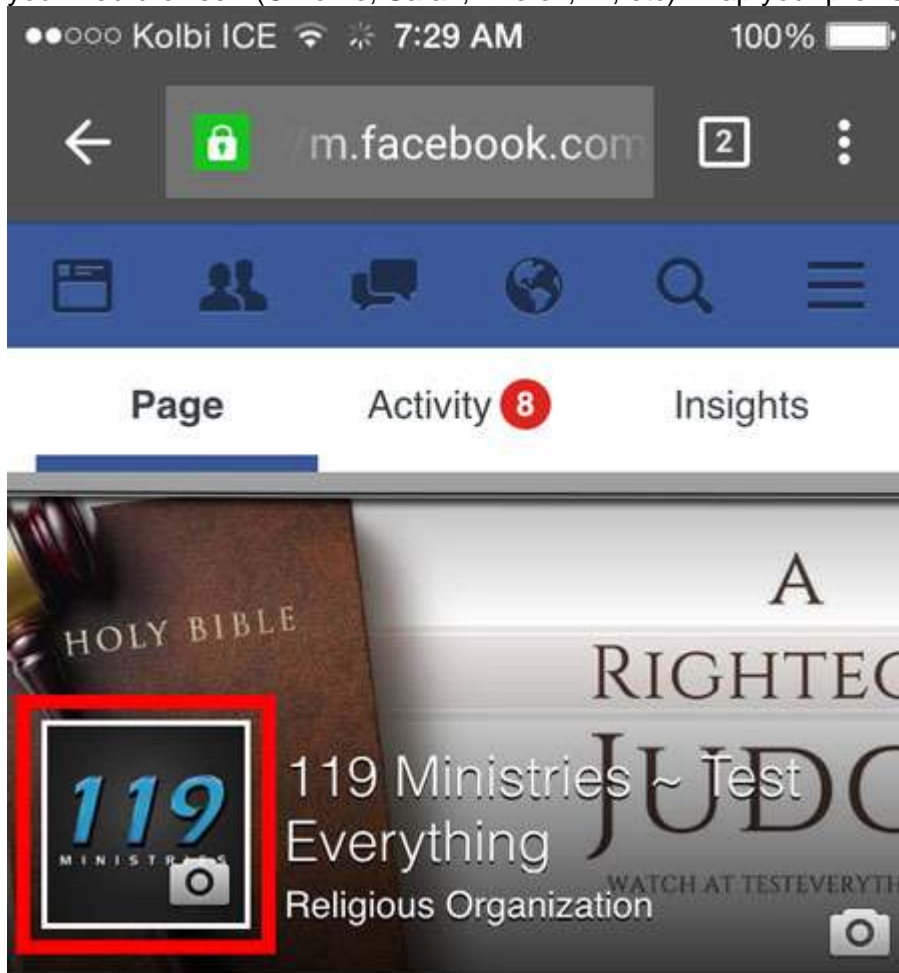 Kolbi ICE 7:29 AM 100%
m.facebook.com 2
Page Activity 8 Insights
HOLY BIBLE
A
RIGHTEO
JUDG
119
MINISTRIES
119 Ministries ~ Test
Everything
Religious Organization
WATCH AT TESTEVERYTH